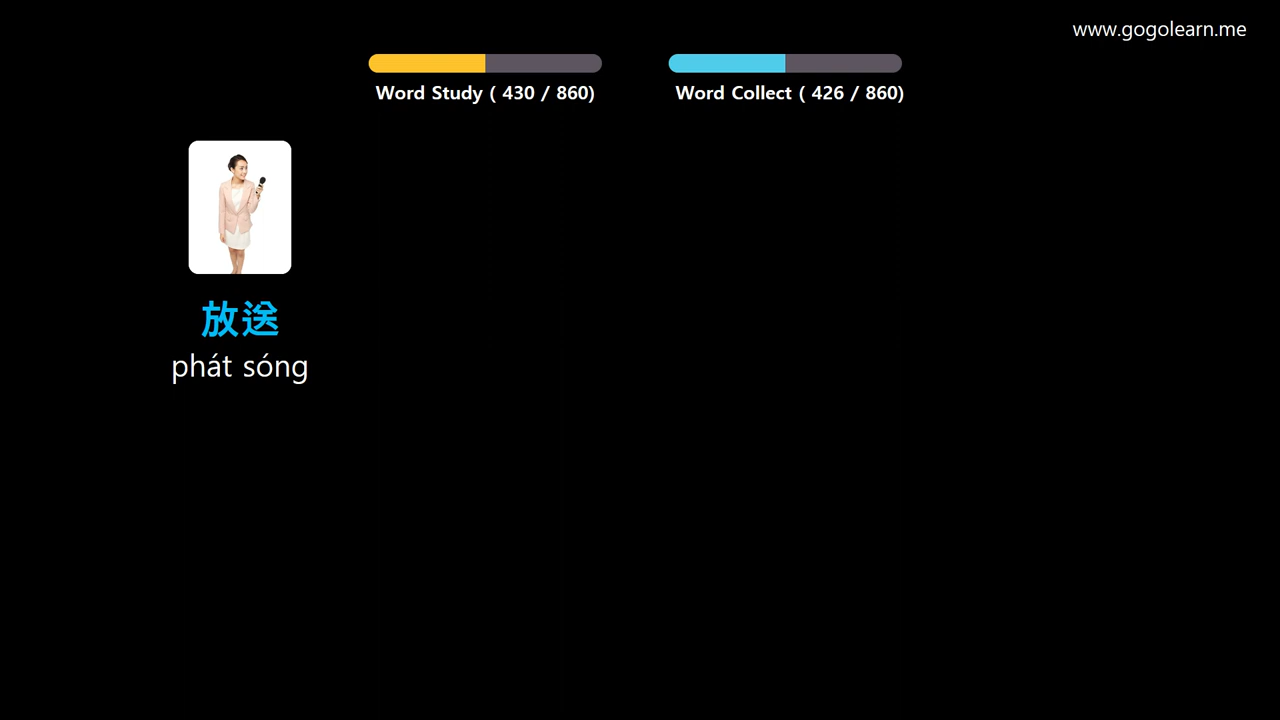 www.gogolearn.me
Word Study ( 430 / 860)
Word Collect ( 426 / 860)
放送
phát sóng